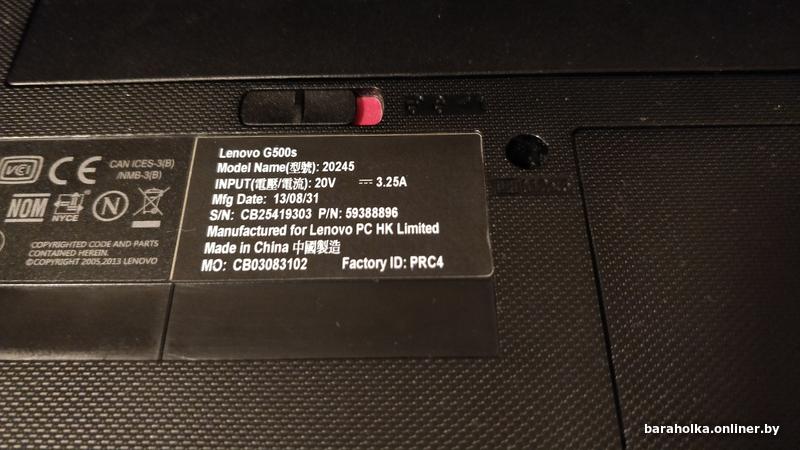 VCI
CE
CAN ICES-3(B)
/NMB-3(B)
NOM
NYCE
N
COPYRIGHTED CODE AND PARTS
CONTAINED HEREIN.
©COPYRIGHT 2005,2013 LENOVO
Lenovo G500s
Model Name(型號): 20245
INPUT(電壓/電流): 20V ⎓ 3.25A
Mfg Date: 13/08/31
S/N: CB25419303 P/N: 59388896
Manufactured for Lenovo PC HK Limited
Made in China 中國製造
MO: CB03083102 Factory ID: PRC4
baraholka.onliner.by